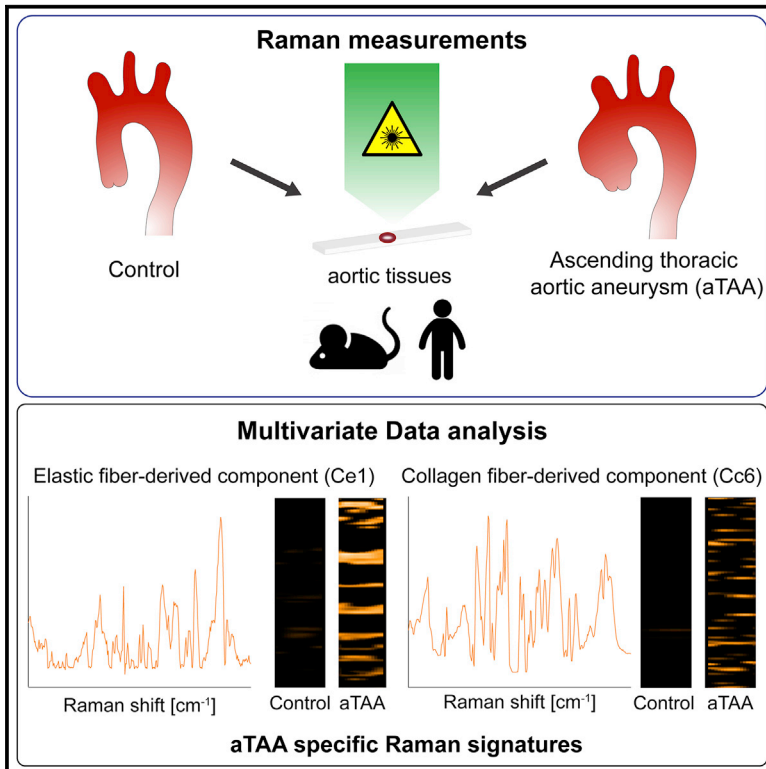 Raman measurements
Control
aortic tissues
Ascending thoracic
aortic aneurysm (aTAA)
Multivariate Data analysis
Elastic fiber-derived component (Ce1)
Collagen fiber-derived component (Cc6)
Raman shift [cm⁻¹]
Control
aTAA
Raman shift [cm⁻¹]
Control
aTAA
aTAA specific Raman signatures